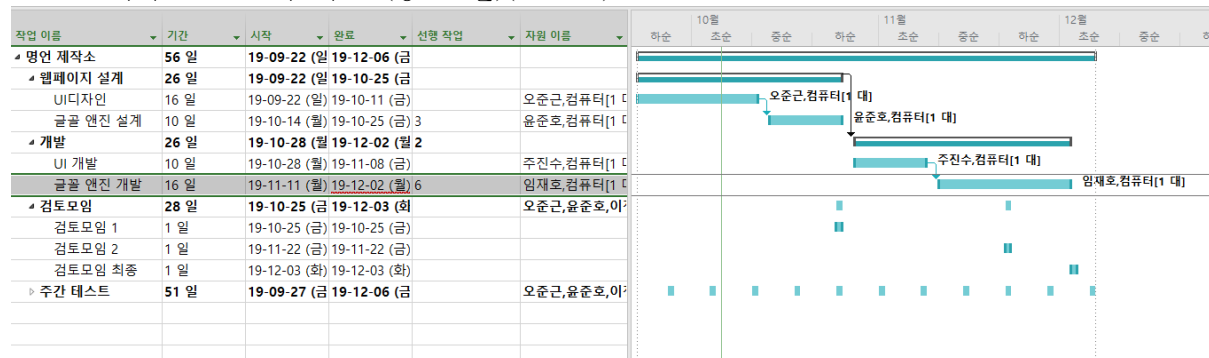 10월 11월 12월
작업 이름 기간 시작 완료 선행 작업 자원 이름 하순 초순 중순 하순 초순 중순 하순 초순 중순
명언 제작소 56 일 19-09-22 (일 19-12-06 (금
웹페이지 설계 26 일 19-09-22 (일 19-10-25 (금
UI디자인 16 일 19-09-22 (일) 19-10-11 (금) 오준근,컴퓨터[1 오준근,컴퓨터[1 대]
글골 앤진 설계 10 일 19-10-14 (월) 19-10-25 (금) 3 윤준호,컴퓨터[1 윤준호,컴퓨터[1 대]
개발 26 일 19-10-28 (월 19-12-02 (월 2
UI 개발 10 일 19-10-28 (월) 19-11-08 (금) 주진수,컴퓨터[1 주진수,컴퓨터[1 대]
글꼴 앤진 개발 16 일 19-11-11 (월) 19-12-02 (월) 6 임재호,컴퓨터[1 임재호,컴퓨터[1 대]
검토모임 28 일 19-10-25 (금 19-12-03 (화 오준근,윤준호,이
검토모임 1 1 일 19-10-25 (금) 19-10-25 (금)
검토모임 2 1 일 19-11-22 (금) 19-11-22 (금)
검토모임 최종 1 일 19-12-03 (화) 19-12-03 (화)
주간 테스트 51 일 19-09-27 (금 19-12-06 (금 오준근,윤준호,이